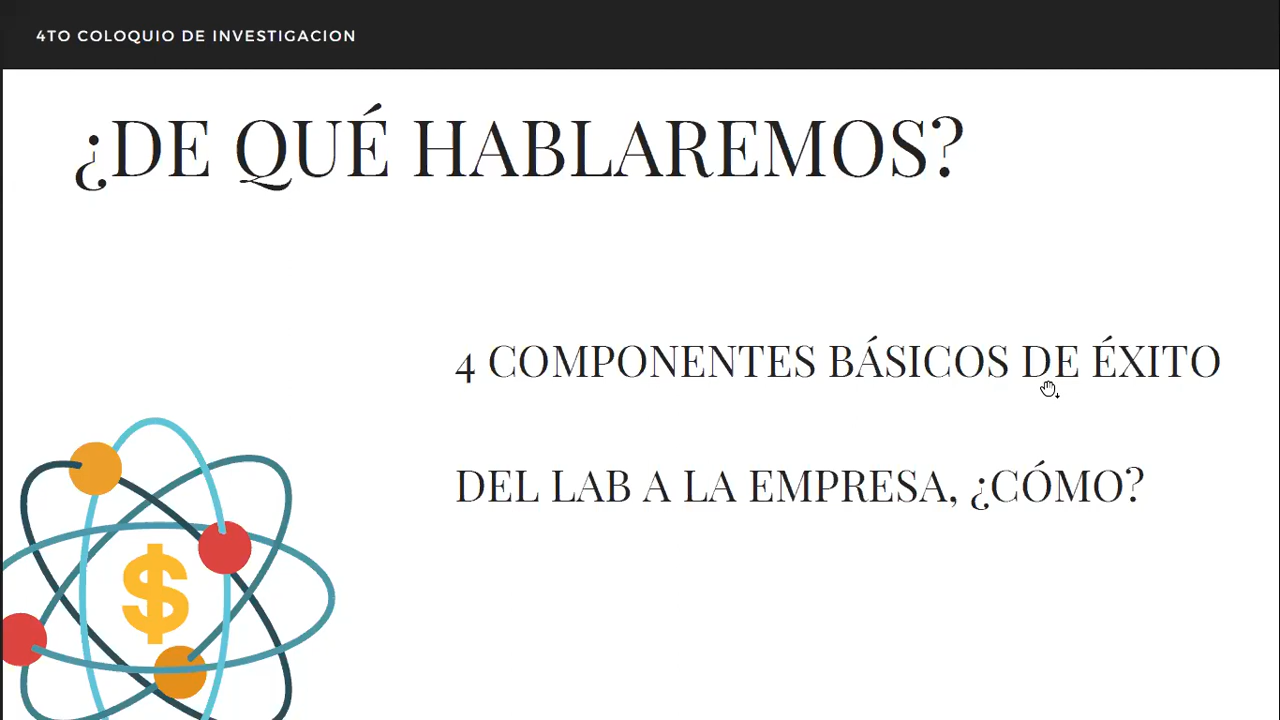 4TO COLOQUIO DE INVESTIGACION
¿DE QUÉ HABLAREMOS?
4 COMPONENTES BÁSICOS DE ÉXITO
DEL LAB A LA EMPRESA, ¿CÓMO?
$